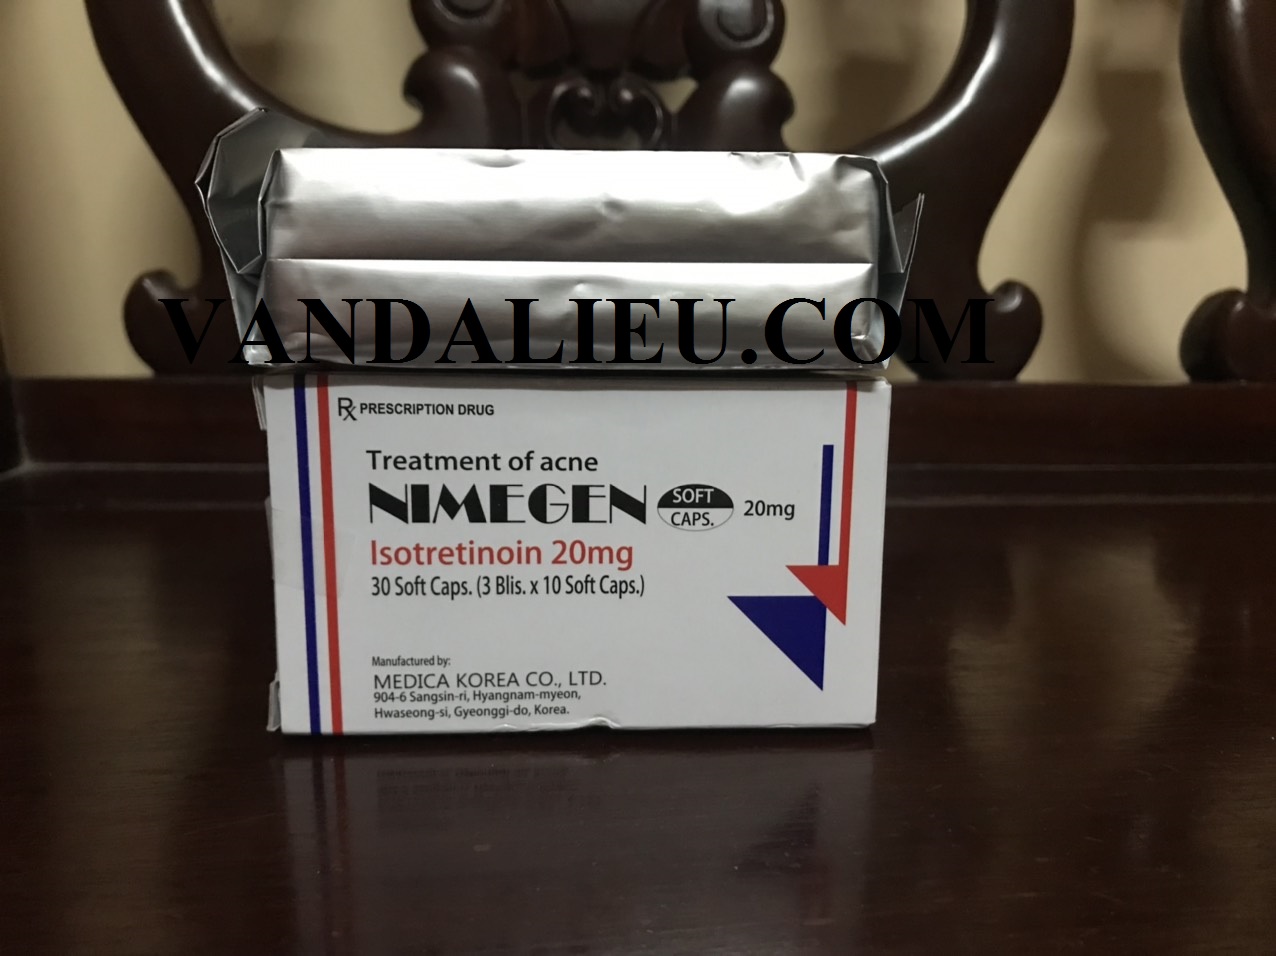 VANDALIEU.COM
Rx PRESCRIPTION DRUG
Treatment of acne
NIMEGEN SOFT CAPS. 20mg
Isotretinoin 20mg
30 Soft Caps. (3 Blis. x 10 Soft Caps.)
Manufactured by:
MEDICA KOREA CO., LTD.
904-6 Sangsin-ri, Hyangnam-myeon,
Hwaseong-si, Gyeonggi-do, Korea.